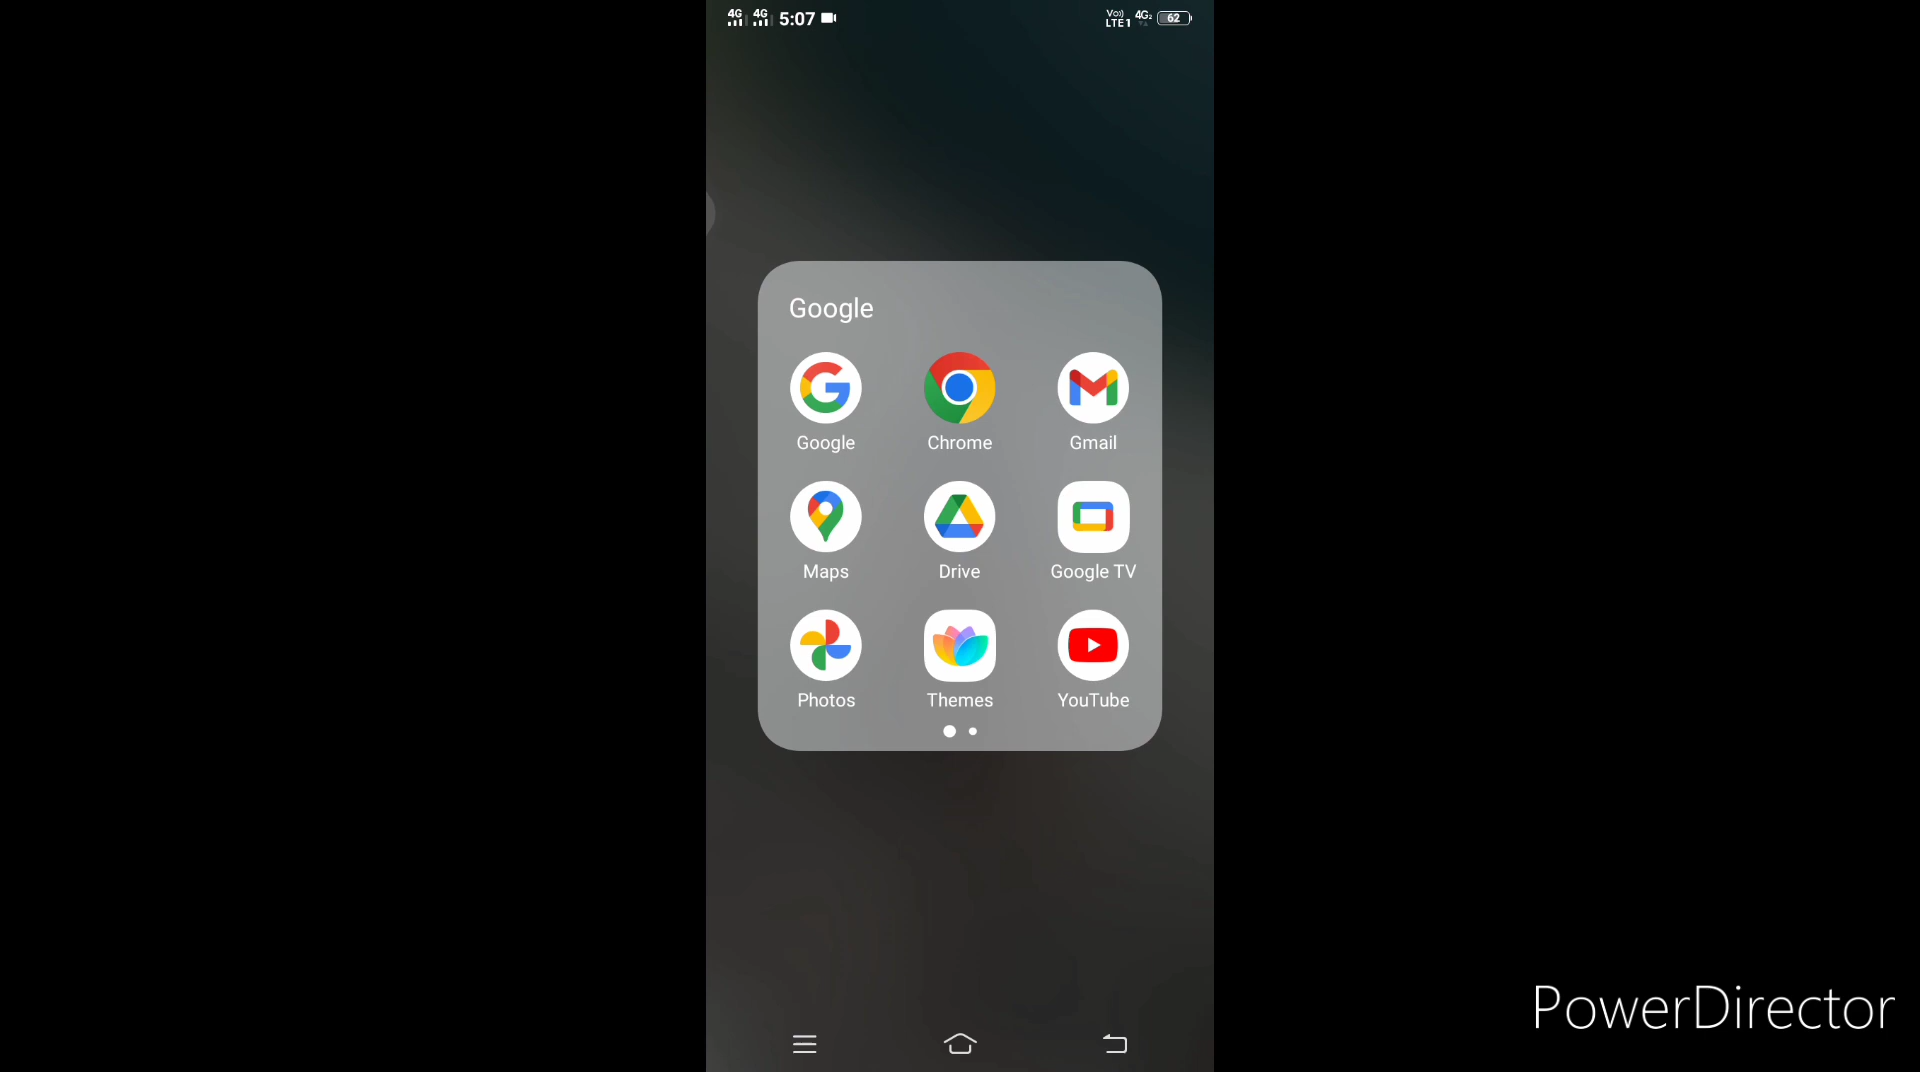 4G 4G 5:07 Vo)) LTE1 4G2 62
Google
Google Chrome Gmail
Maps Drive Google TV
Photos Themes YouTube
PowerDirector